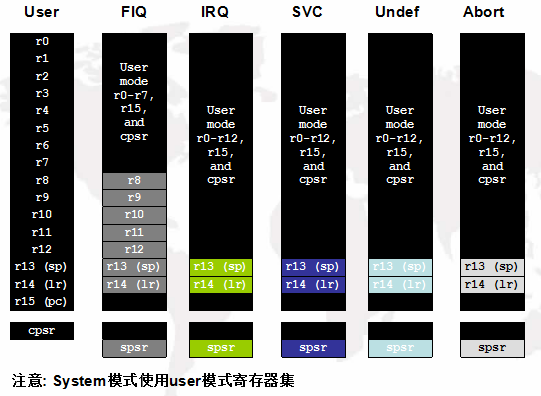 User FIQ IRQ SVC Undef Abort
r0
r1
r2
r3
r4
r5
r6
r7
r8
r9
r10
r11
r12
r13 (sp)
r14 (lr)
r15 (pc)
cpsr
User
mode
r0-r7,
r15,
and
cpsr
r8
r9
r10
r11
r12
r13 (sp)
r14 (lr)
spsr
User
mode
r0-r12,
r15,
and
cpsr
r13 (sp)
r14 (lr)
spsr
User
mode
r0-r12,
r15,
and
cpsr
r13 (sp)
r14 (lr)
spsr
User
mode
r0-r12,
r15,
and
cpsr
r13 (sp)
r14 (lr)
spsr
User
mode
r0-r12,
r15,
and
cpsr
r13 (sp)
r14 (lr)
spsr
注意: System模式使用user模式寄存器集